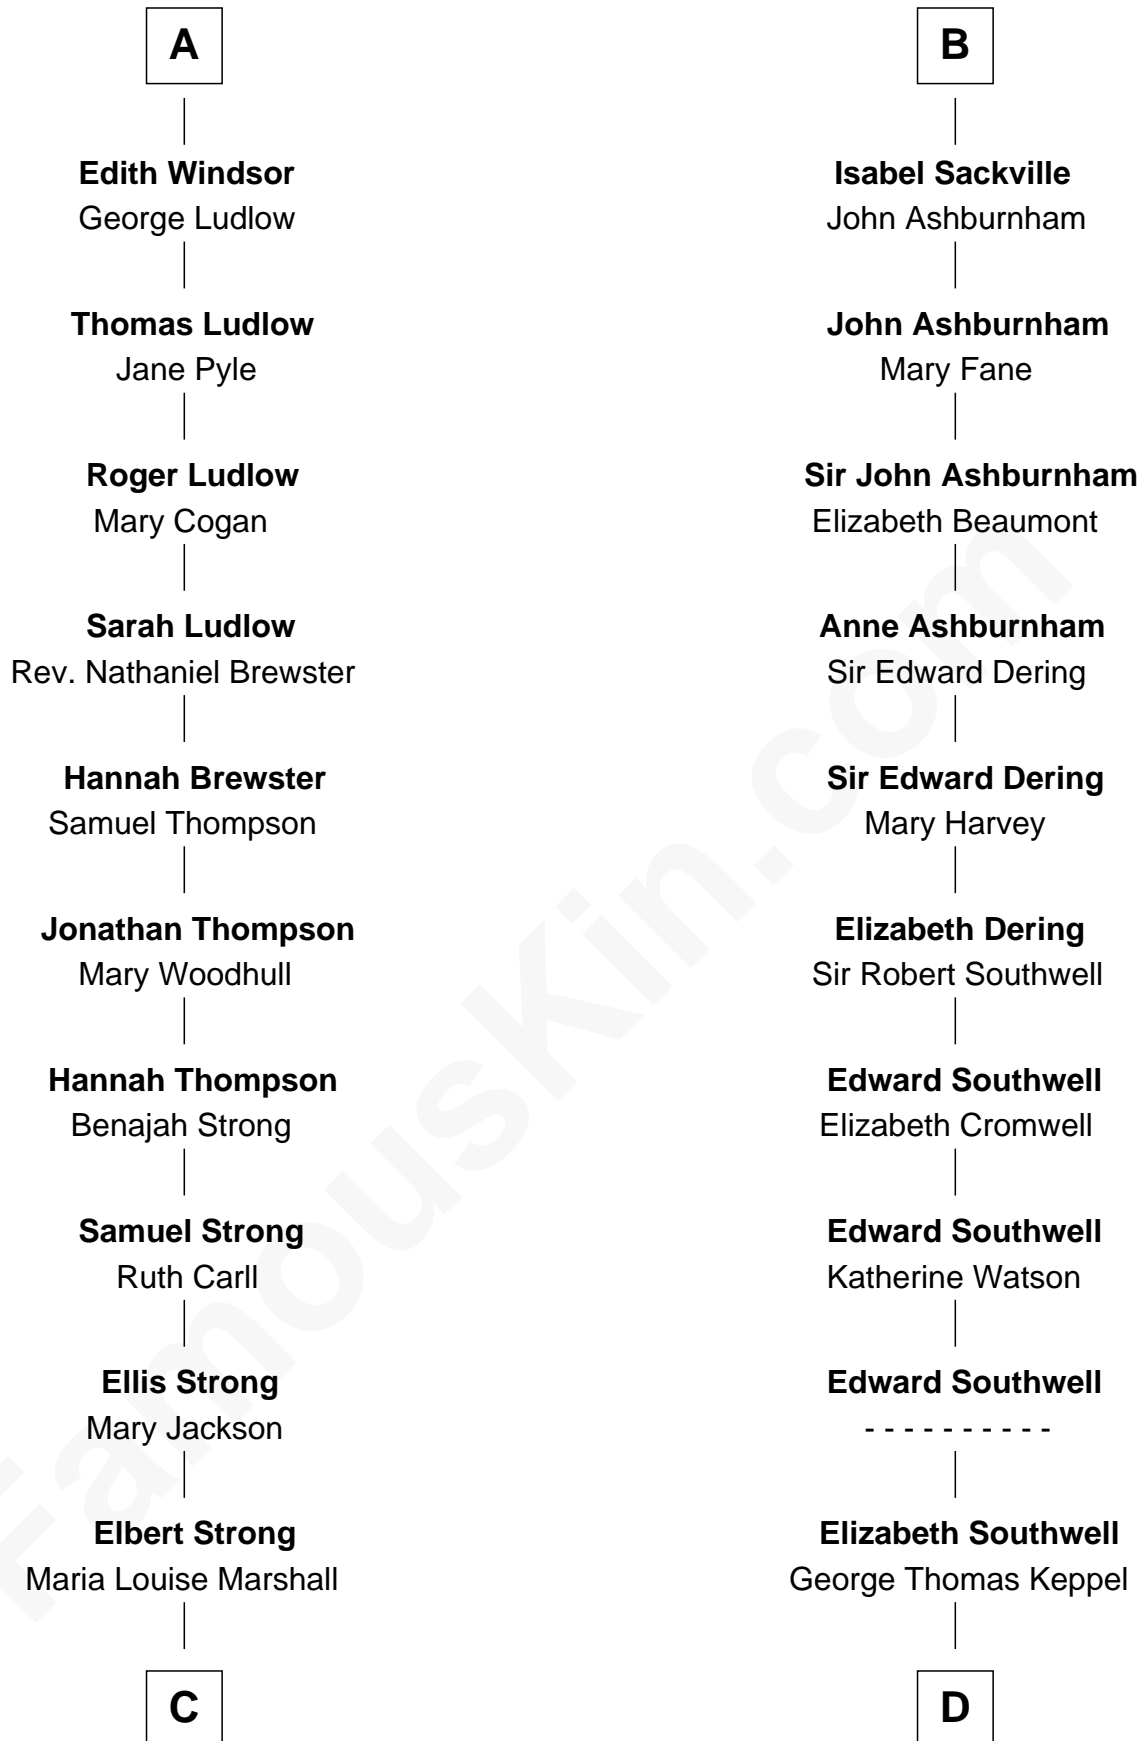 A
Edith Windsor
George Ludlow
Thomas Ludlow
Jane Pyle
Roger Ludlow
Mary Cogan
Sarah Ludlow
Rev. Nathaniel Brewster
Hannah Brewster
Samuel Thompson
Jonathan Thompson
Mary Woodhull
Hannah Thompson
Benajah Strong
Samuel Strong
Ruth Carll
Ellis Strong
Mary Jackson
Elbert Strong
Maria Louise Marshall
C
B
Isabel Sackville
John Ashburnham
John Ashburnham
Mary Fane
Sir John Ashburnham
Elizabeth Beaumont
Anne Ashburnham
Sir Edward Dering
Sir Edward Dering
Mary Harvey
Elizabeth Dering
Sir Robert Southwell
Edward Southwell
Elizabeth Cromwell
Edward Southwell
Katherine Watson
Edward Southwell
- - - - - - - - - -
Elizabeth Southwell
George Thomas Keppel
D
FamousKin.com